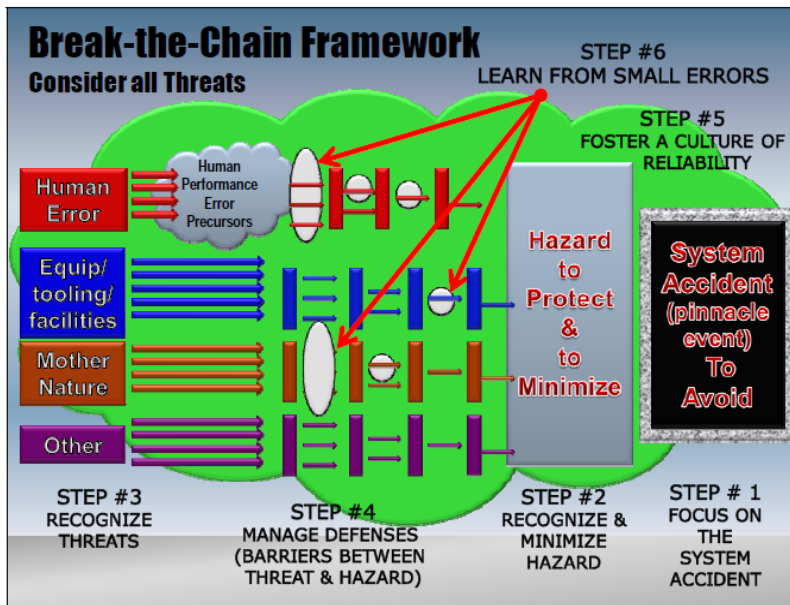 Break-the-Chain Framework
Consider all Threats
STEP #6
LEARN FROM SMALL ERRORS
STEP #5
FOSTER A CULTURE OF
RELIABILITY
Human
Error
Human
Performance
Error
Precursors
Equip/
tooling/
facilities
Mother
Nature
Other
Hazard
to
Protect
&
to
Minimize
System
Accident
(pinnacle
event)
To
Avoid
STEP #3
RECOGNIZE
THREATS
STEP #4
MANAGE DEFENSES
(BARRIERS BETWEEN
THREAT & HAZARD)
STEP #2
RECOGNIZE &
MINIMIZE
HAZARD
STEP # 1
FOCUS ON
THE
SYSTEM
ACCIDENT